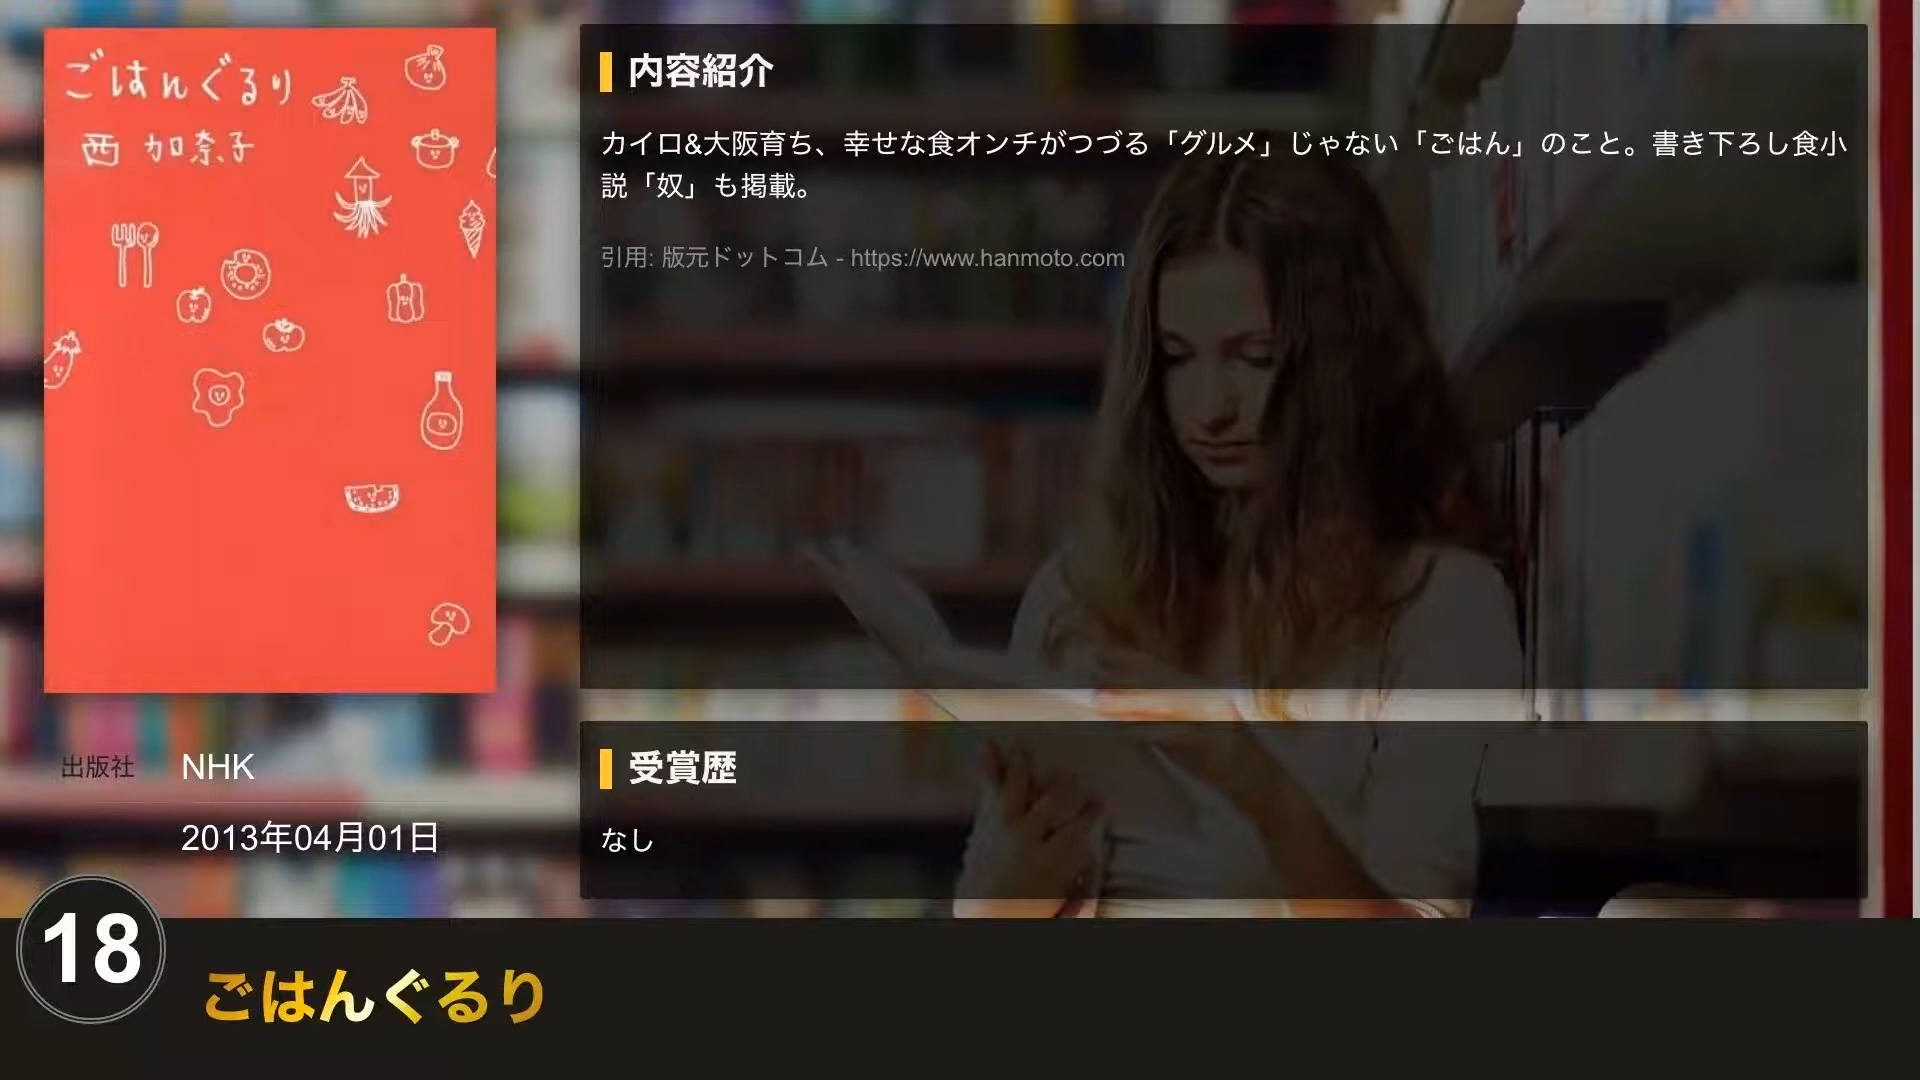 ごはんぐるり
西 加奈子
内容紹介
カイロ&大阪育ち、幸せな食オンチがつづる「グルメ」じゃない「ごはん」のこと。書き下ろし食小
説「奴」も掲載。
引用: 版元ドットコム - https://www.hanmoto.com
出版社 NHK
2013年04月01日
受賞歴
なし
18
ごはんぐるり